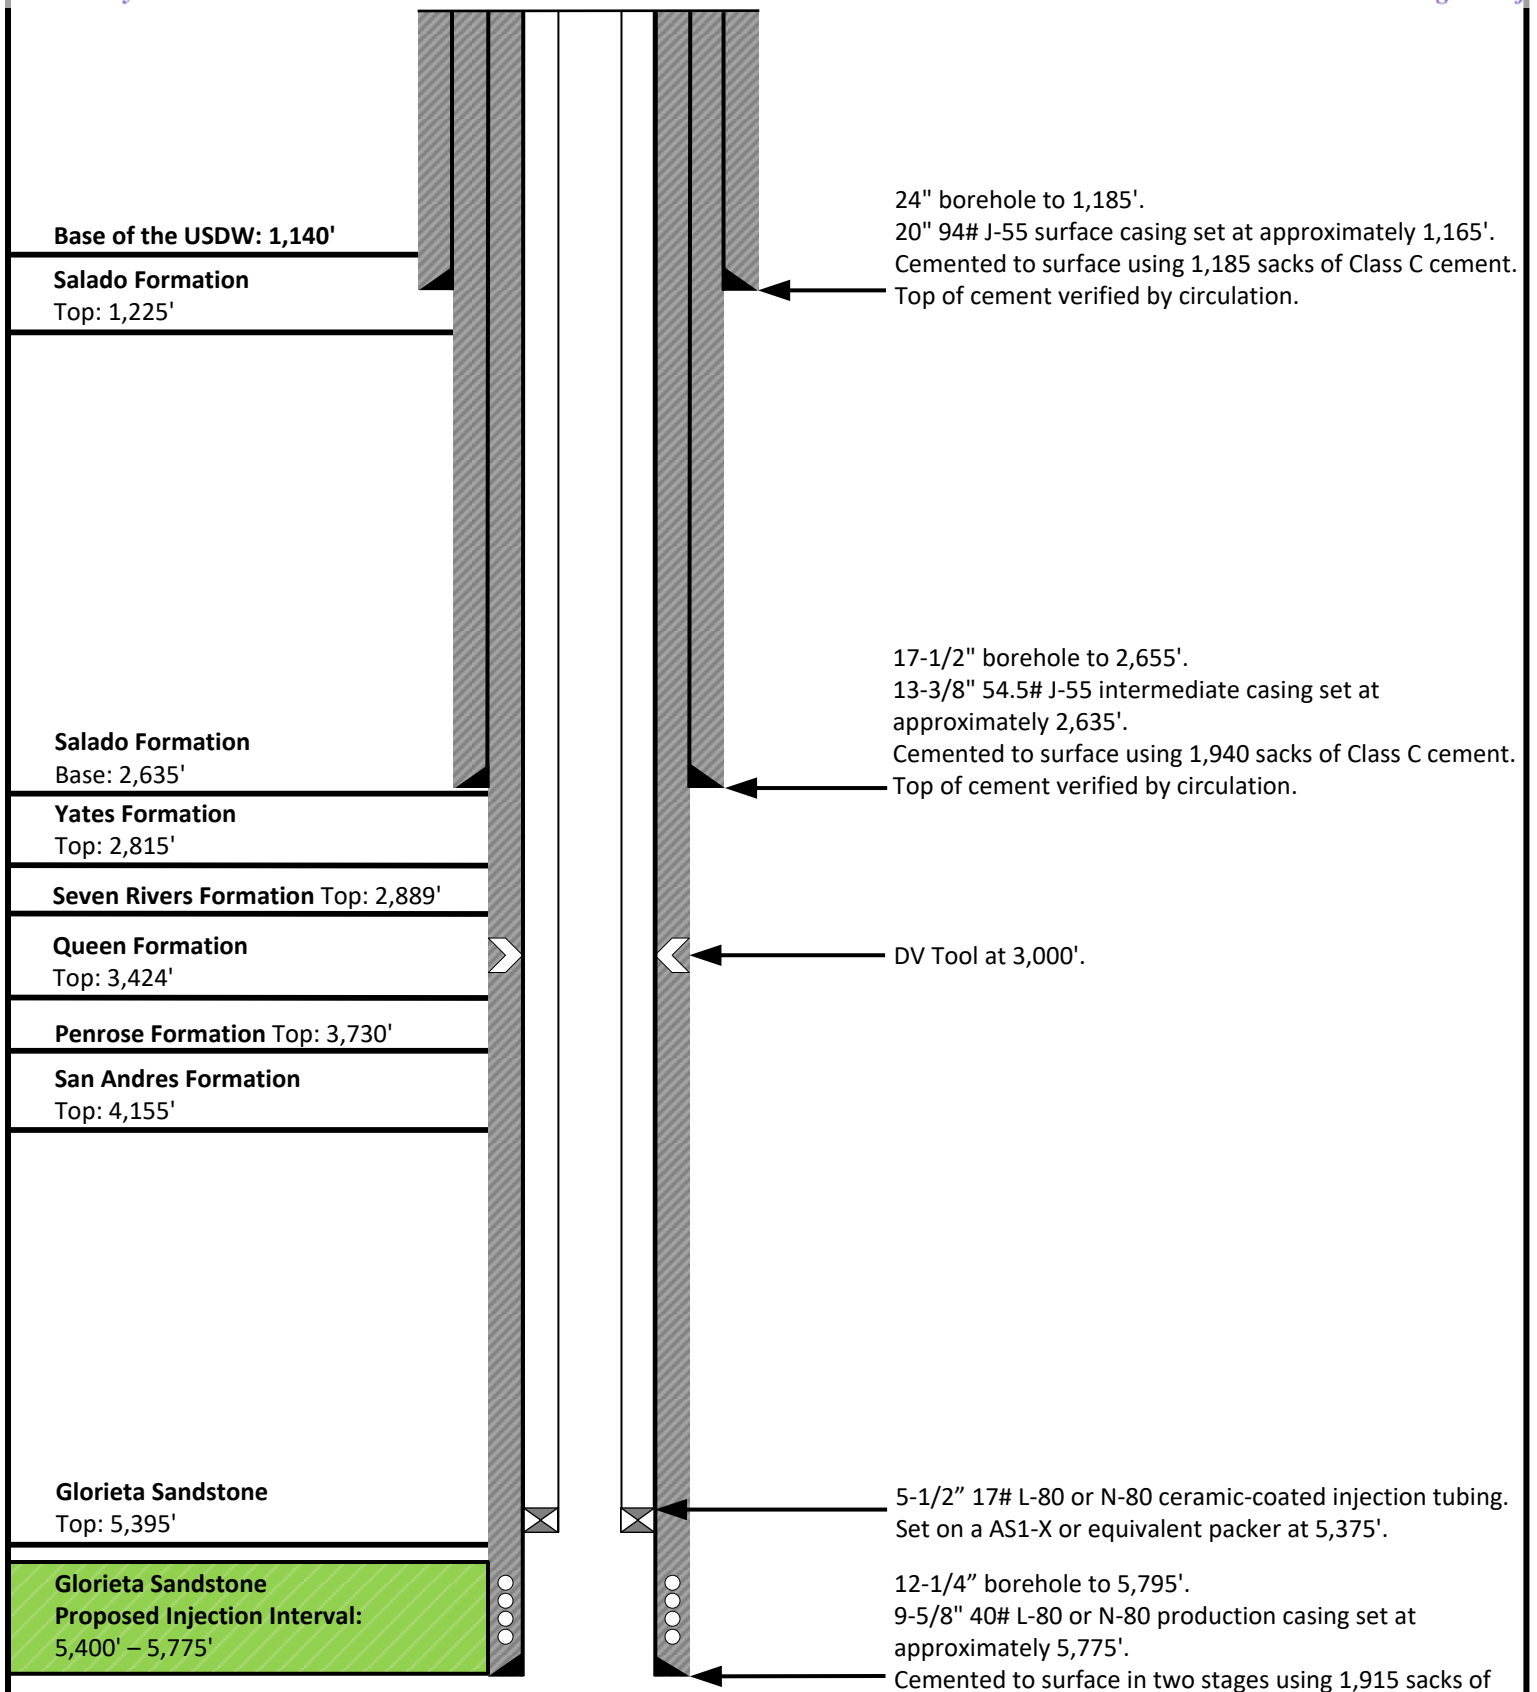 24" borehole to 1,185'.
20" 94# J-55 surface casing set at approximately 1,165'.
Cemented to surface using 1,185 sacks of Class C cement.
Top of cement verified by circulation.
Base of the USDW: 1,140'
Salado Formation
Top: 1,225'
17-1/2" borehole to 2,655'.
13-3/8" 54.5# J-55 intermediate casing set at
approximately 2,635'.
Cemented to surface using 1,940 sacks of Class C cement.
Top of cement verified by circulation.
Salado Formation
Base: 2,635'
Yates Formation
Top: 2,815'
Seven Rivers Formation Top: 2,889'
Queen Formation
Top: 3,424'
DV Tool at 3,000'.
Penrose Formation Top: 3,730'
San Andres Formation
Top: 4,155'
Glorieta Sandstone
Top: 5,395'
5-1/2” 17# L-80 or N-80 ceramic-coated injection tubing.
Set on a AS1-X or equivalent packer at 5,375'.
Glorieta Sandstone
Proposed Injection Interval:
5,400' – 5,775'
12-1/4” borehole to 5,795'.
9-5/8" 40# L-80 or N-80 production casing set at
approximately 5,775'.
Cemented to surface in two stages using 1,915 sacks of